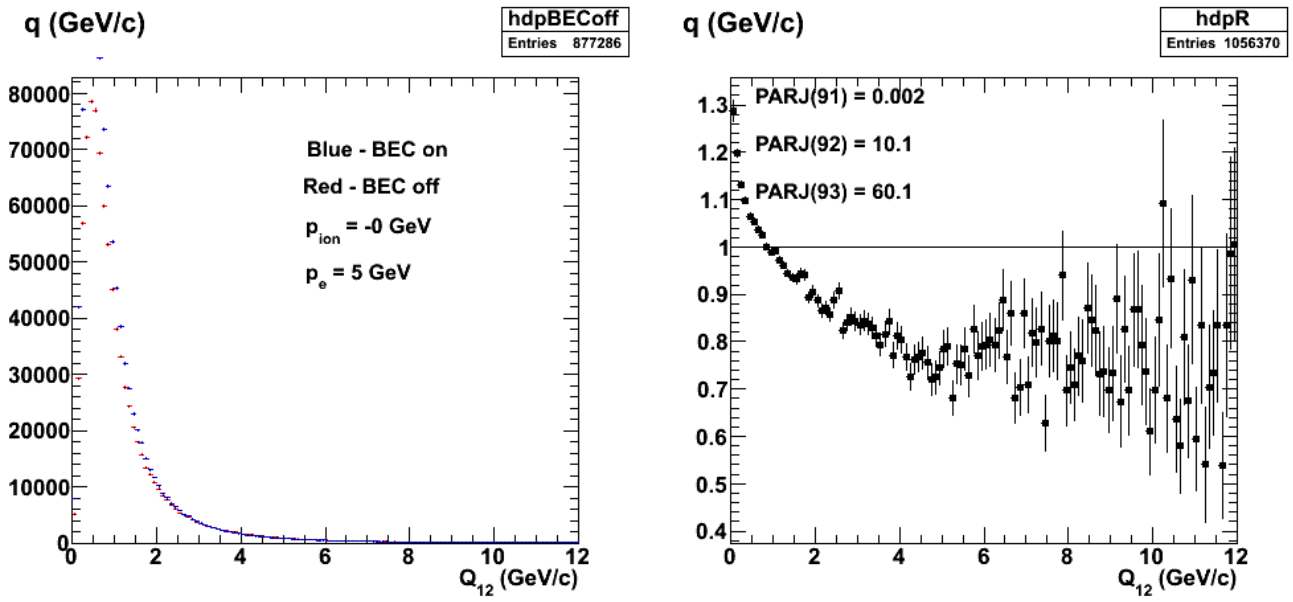 q (GeV/c)
hdpBECoff
Entries 877286
80000
70000
60000
50000
40000
30000
20000
10000
0
Blue - BEC on
Red - BEC off
p_ion = -0 GeV
p_e = 5 GeV
0 2 4 6 8 10 12
Q_12 (GeV/c)
q (GeV/c)
hdpR
Entries 1056370
1.3
1.2
1.1
1
0.9
0.8
0.7
0.6
0.5
0.4
PARJ(91) = 0.002
PARJ(92) = 10.1
PARJ(93) = 60.1
0 2 4 6 8 10 12
Q_12 (GeV/c)